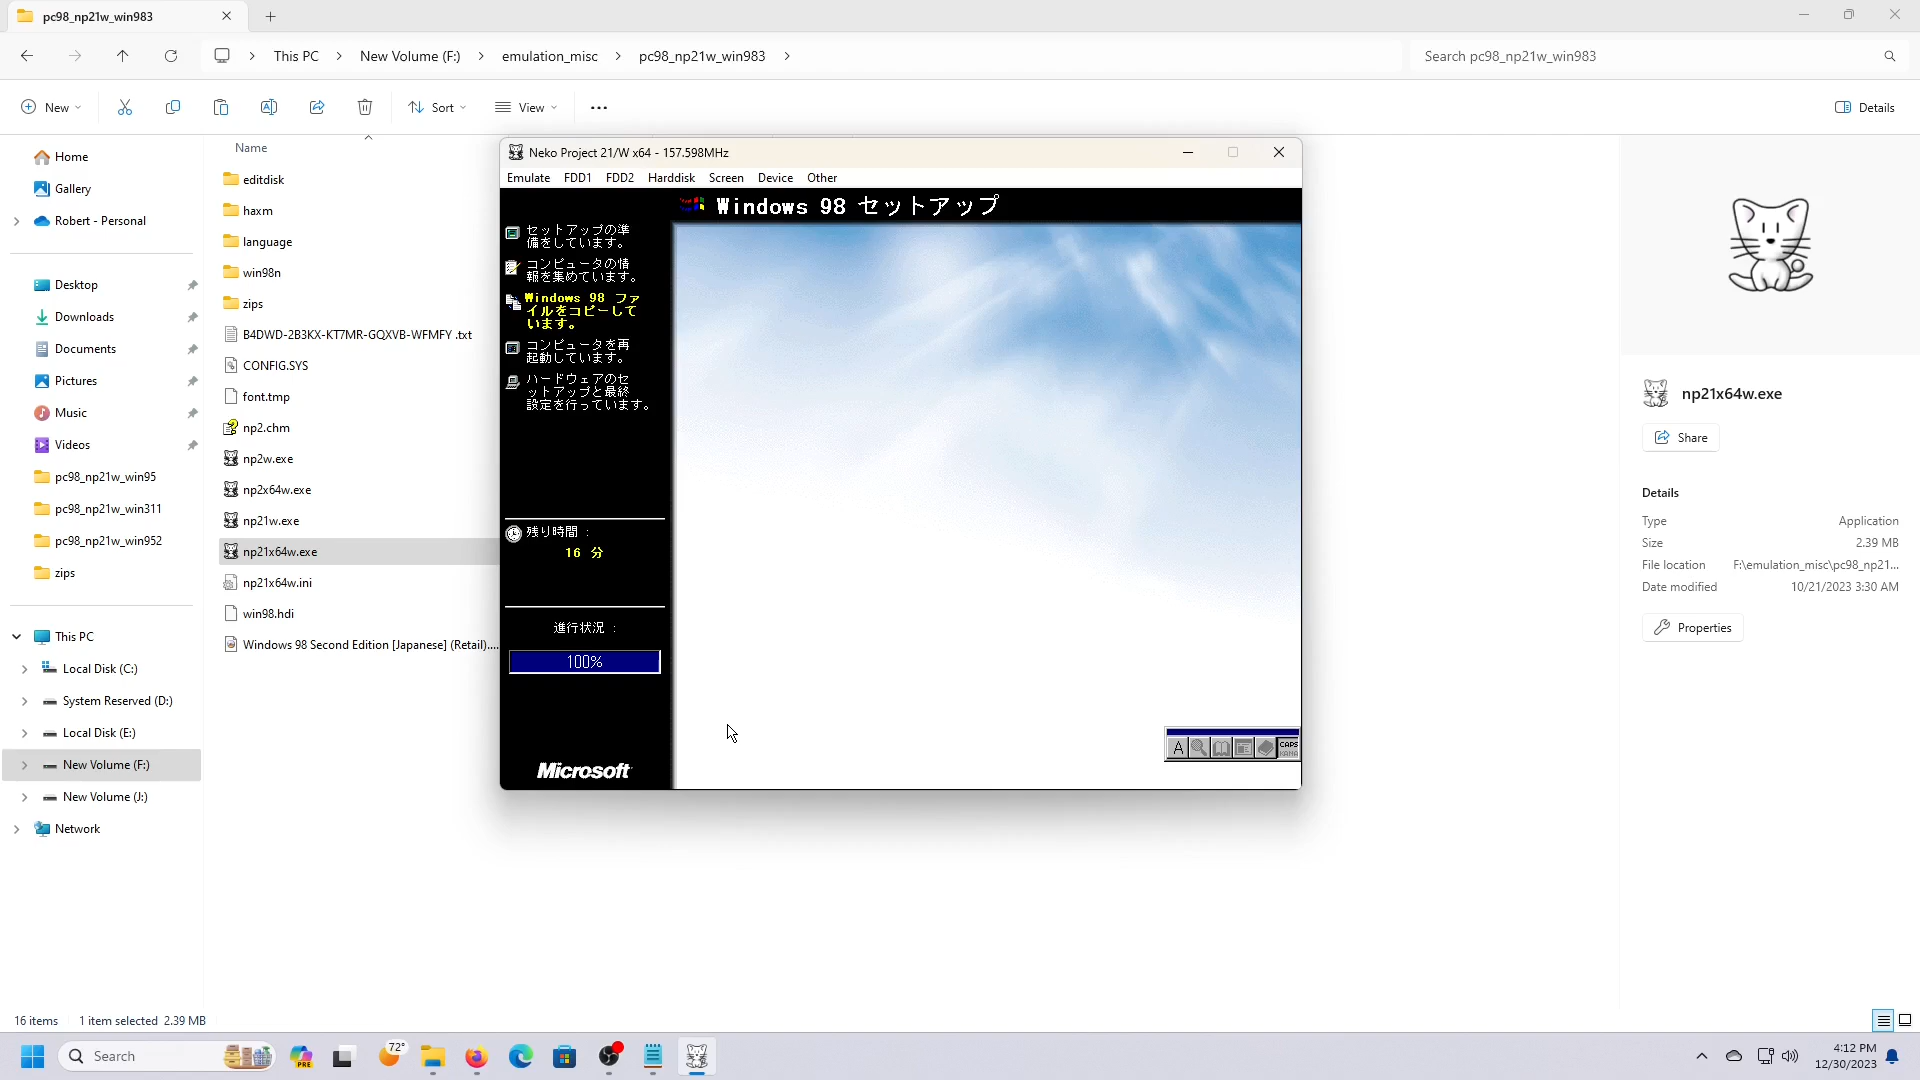 pc98_np21w_win983
This PC
New Volume (F:)
emulation_misc
pc98_np21w_win983
Search pc98_np21w_win983
New
Sort
View
Details
Home
Gallery
Robert - Personal
Desktop
Downloads
Documents
Pictures
Music
Videos
pc98_np21w_win95
pc98_np21w_win311
pc98_np21w_win952
zips
This PC
Local Disk (C:)
System Reserved (D:)
Local Disk (E:)
New Volume (F:)
New Volume (J:)
Network
Name
editdisk
haxm
language
win98n
zips
B4DWD-2B3KX-KT7MR-GQXVB-WFMFY .txt
CONFIG.SYS
font.tmp
np2.chm
np2w.exe
np2x64w.exe
np21w.exe
np21x64w.exe
np21x64w.ini
win98.hdi
Windows 98 Second Edition [Japanese] (Retail)....
Neko Project 21/W x64 - 157.598MHz
Emulate FDD1 FDD2 Harddisk Screen Device Other
Windows 98 セットアップ
セットアップの準
備をしています。
コンピュータの情
報を集めています。
Windows 98 ファ
イルをコピーして
います。
コンピュータを再
起動しています。
ハードウェアのセ
ットアップと最終
設定を行っています。
残り時間 :
16 分
進行状況 :
100%
Microsoft
A
CAPS
KANA
np21x64w.exe
Share
Details
Type Application
Size 2.39 MB
File location F:\emulation_misc\pc98_np21...
Date modified 10/21/2023 3:30 AM
Properties
16 items 1 item selected 2.39 MB
Search
PRE
72°
4:12 PM
12/30/2023